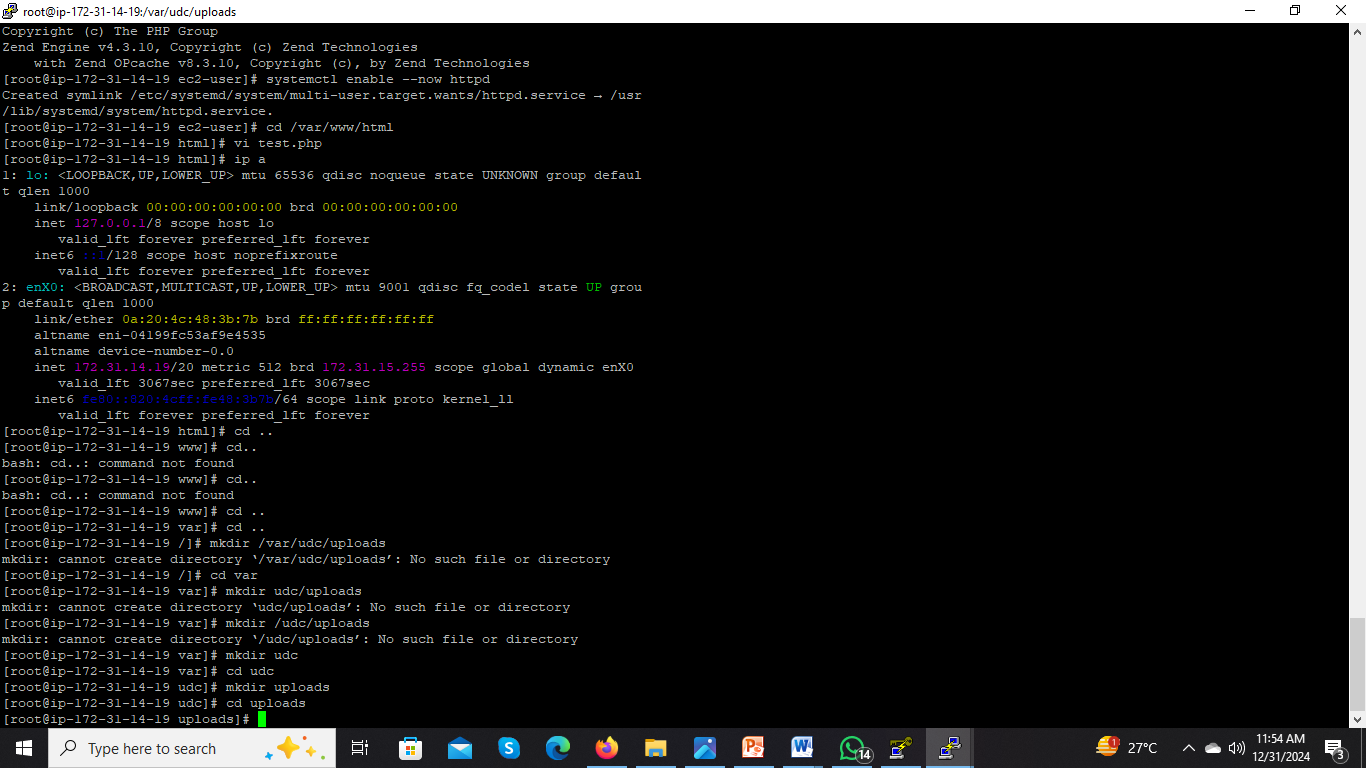 root@ip-172-31-14-19:/var/udc/uploads
Copyright (c) The PHP Group
Zend Engine v4.3.10, Copyright (c) Zend Technologies
    with Zend OPcache v8.3.10, Copyright (c), by Zend Technologies
[root@ip-172-31-14-19 ec2-user]# systemctl enable --now httpd
Created symlink /etc/systemd/system/multi-user.target.wants/httpd.service → /usr
/lib/systemd/system/httpd.service.
[root@ip-172-31-14-19 ec2-user]# cd /var/www/html
[root@ip-172-31-14-19 html]# vi test.php
[root@ip-172-31-14-19 html]# ip a
1: lo: <LOOPBACK,UP,LOWER_UP> mtu 65536 qdisc noqueue state UNKNOWN group defaul
t qlen 1000
    link/loopback 00:00:00:00:00:00 brd 00:00:00:00:00:00
    inet 127.0.0.1/8 scope host lo
       valid_lft forever preferred_lft forever
    inet6 ::1/128 scope host noprefixroute
       valid_lft forever preferred_lft forever
2: enX0: <BROADCAST,MULTICAST,UP,LOWER_UP> mtu 9001 qdisc fq_codel state UP grou
p default qlen 1000
    link/ether 0a:20:4c:48:3b:7b brd ff:ff:ff:ff:ff:ff
    altname eni-04199fc53af9e4535
    altname device-number-0.0
    inet 172.31.14.19/20 metric 512 brd 172.31.15.255 scope global dynamic enX0
       valid_lft 3067sec preferred_lft 3067sec
    inet6 fe80::820:4cff:fe48:3b7b/64 scope link proto kernel_ll
       valid_lft forever preferred_lft forever
[root@ip-172-31-14-19 html]# cd ..
[root@ip-172-31-14-19 www]# cd..
bash: cd..: command not found
[root@ip-172-31-14-19 www]# cd..
bash: cd..: command not found
[root@ip-172-31-14-19 www]# cd ..
[root@ip-172-31-14-19 var]# cd ..
[root@ip-172-31-14-19 /]# mkdir /var/udc/uploads
mkdir: cannot create directory ‘/var/udc/uploads’: No such file or directory
[root@ip-172-31-14-19 /]# cd var
[root@ip-172-31-14-19 var]# mkdir udc/uploads
mkdir: cannot create directory ‘udc/uploads’: No such file or directory
[root@ip-172-31-14-19 var]# mkdir /udc/uploads
mkdir: cannot create directory ‘/udc/uploads’: No such file or directory
[root@ip-172-31-14-19 var]# mkdir udc
[root@ip-172-31-14-19 var]# cd udc
[root@ip-172-31-14-19 udc]# mkdir uploads
[root@ip-172-31-14-19 udc]# cd uploads
[root@ip-172-31-14-19 uploads]#
Type here to search
14
1
27°C
11:54 AM
12/31/2024
3